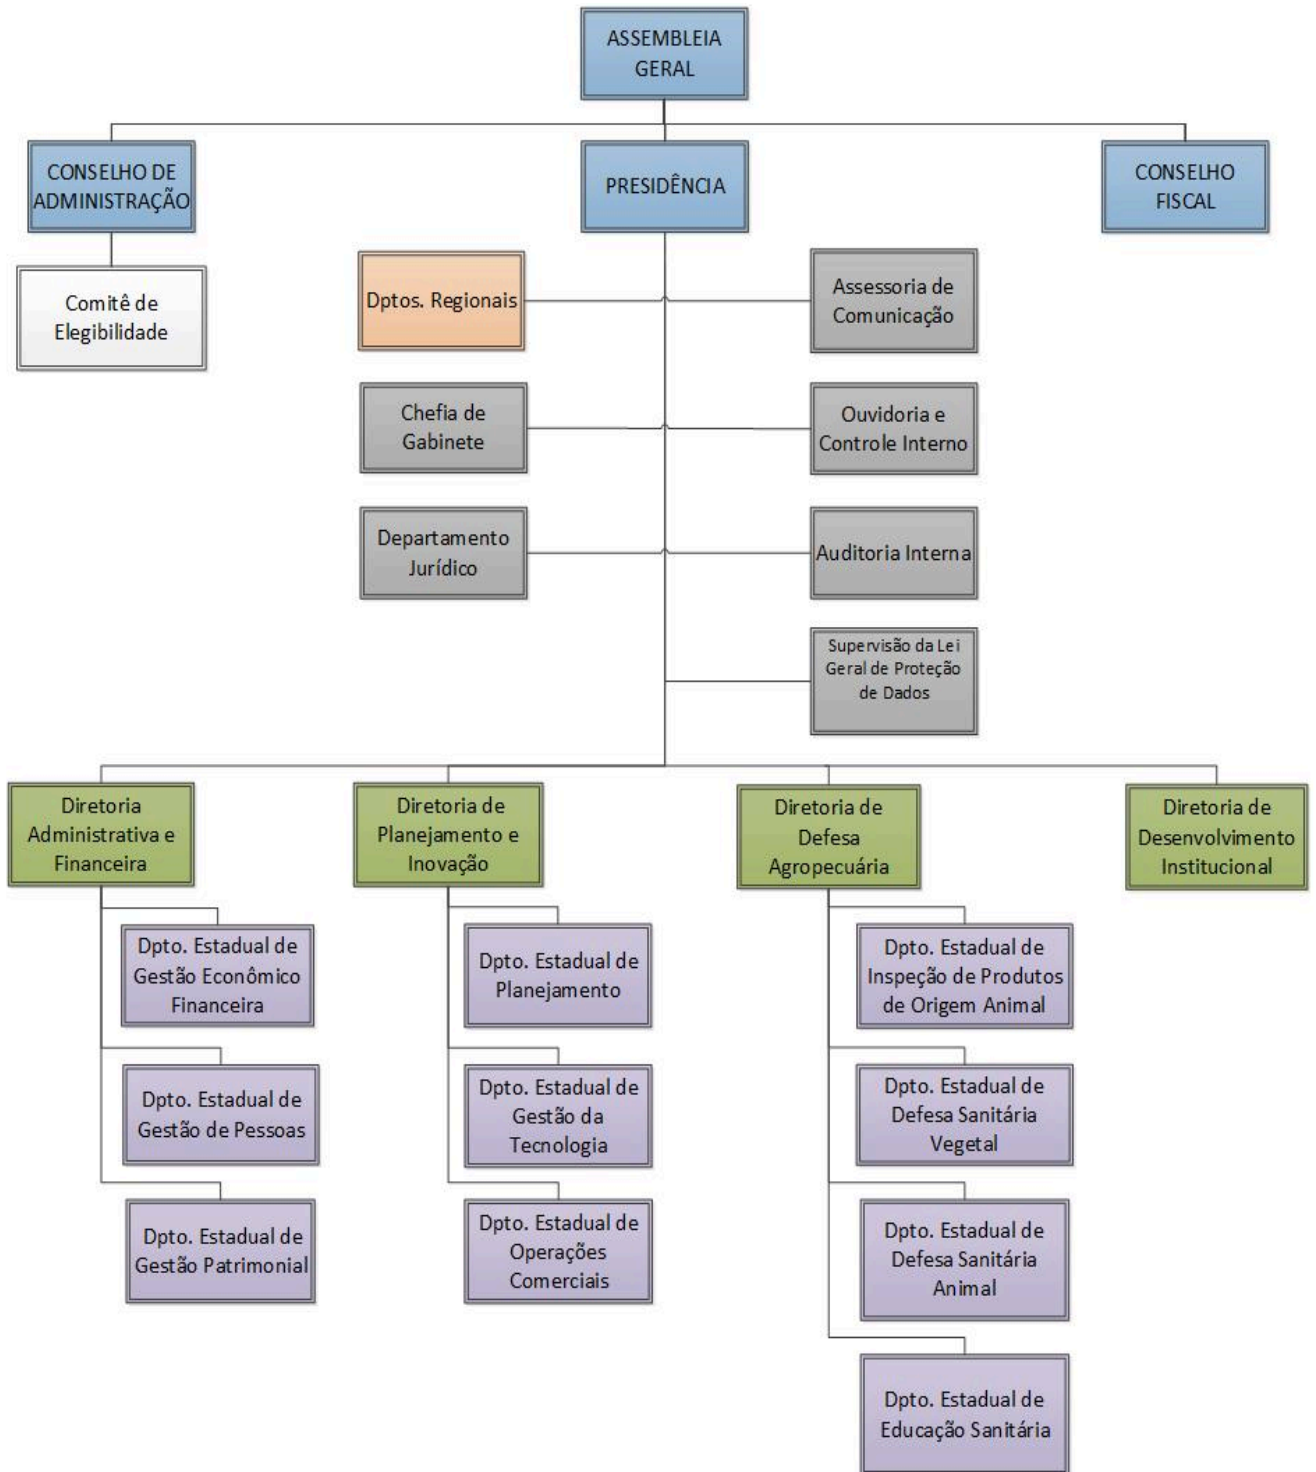 ASSEMBLEIA
GERAL
CONSELHO DE
ADMINISTRAÇÃO
PRESIDÊNCIA
CONSELHO
FISCAL
Comitê de
Elegibilidade
Dptos. Regionais
Assessoria de
Comunicação
Chefia de
Gabinete
Ouvidoria e
Controle Interno
Departamento
Jurídico
Auditoria Interna
Supervisão da Lei
Geral de Proteção
de Dados
Diretoria
Administrativa e
Financeira
Diretoria de
Planejamento e
Inovação
Diretoria de
Defesa
Agropecuária
Diretoria de
Desenvolvimento
Institucional
Dpto. Estadual de
Gestão Econômico
Financeira
Dpto. Estadual de
Planejamento
Dpto. Estadual de
Inspeção de Produtos
de Origem Animal
Dpto. Estadual de
Gestão de Pessoas
Dpto. Estadual de
Gestão da
Tecnologia
Dpto. Estadual de
Defesa Sanitária
Vegetal
Dpto. Estadual de
Gestão Patrimonial
Dpto. Estadual de
Operações
Comerciais
Dpto. Estadual de
Defesa Sanitária
Animal
Dpto. Estadual de
Educação Sanitária